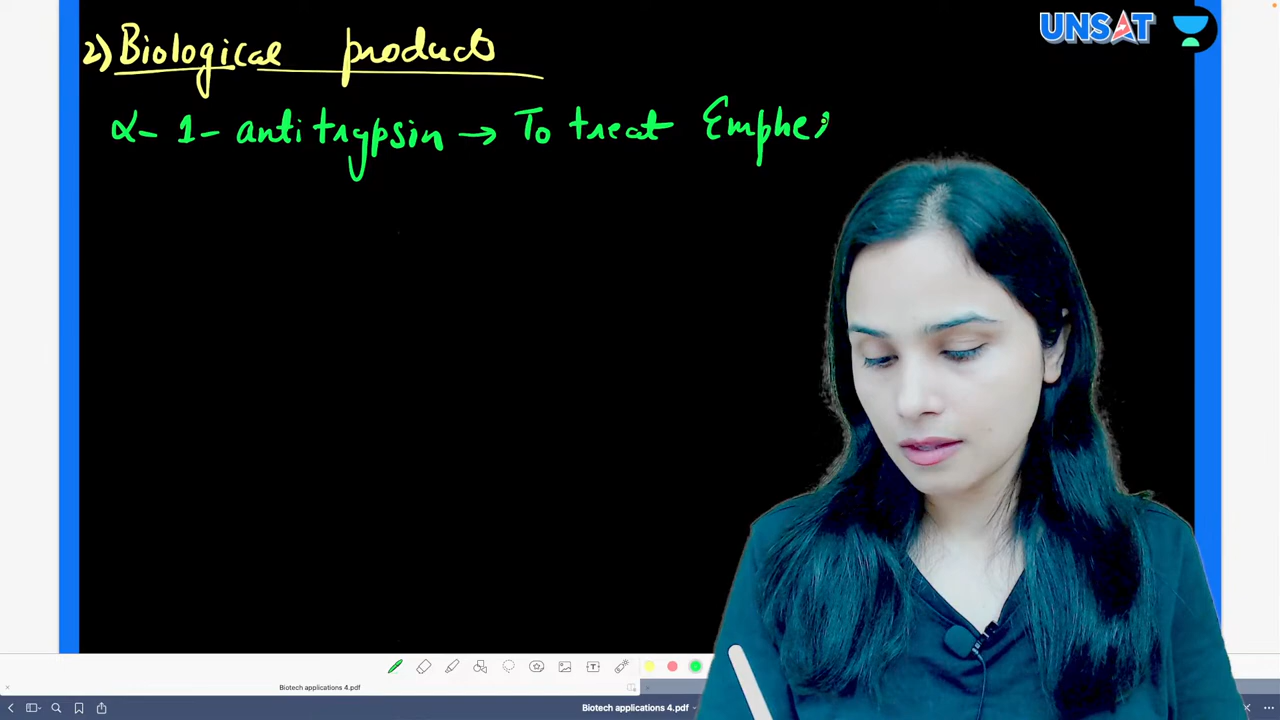 UNSAT
2) Biological products
α-1-antitrypsin → To treat Emphe
Biotech applications 4.pdf
Biotech applications 4.pdf